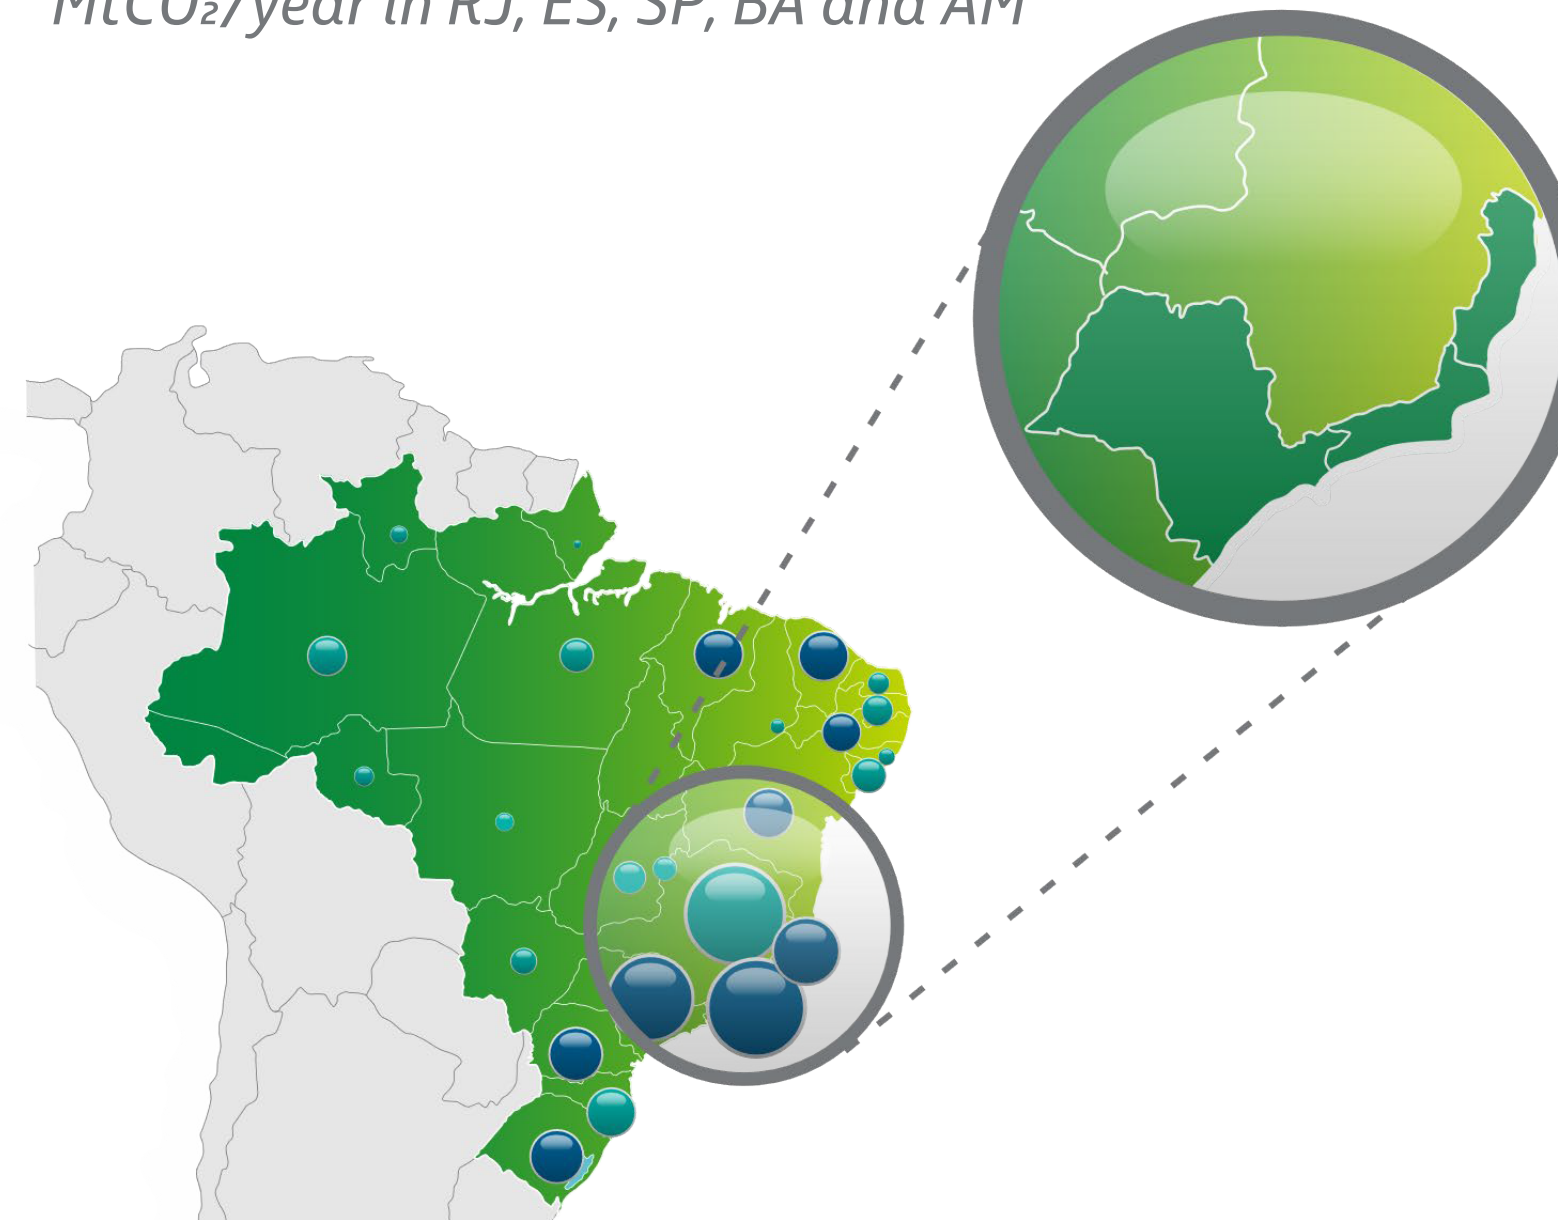 MtCO₂/year in RJ, ES, SP, BA and AM